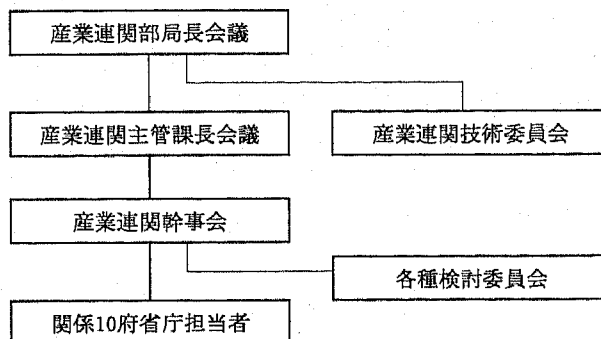 産業連関部局長会議
産業連関主管課長会議
産業連関技術委員会
産業連関幹事会
各種検討委員会
関係10府省庁担当者